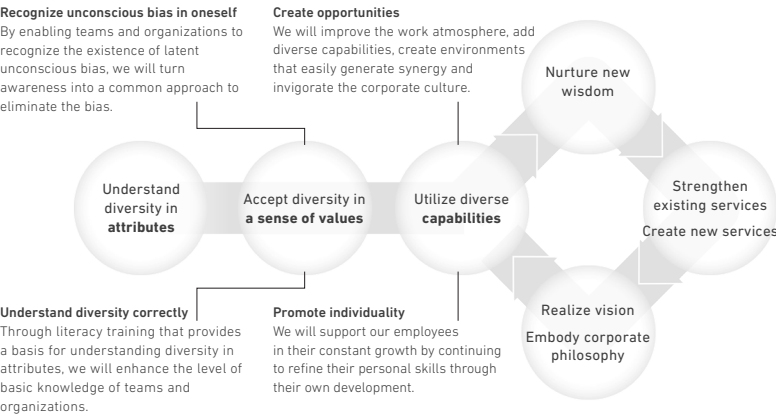 Recognize unconscious bias in oneself
By enabling teams and organizations to
recognize the existence of latent
unconscious bias, we will turn
awareness into a common approach to
eliminate the bias.
Create opportunities
We will improve the work atmosphere, add
diverse capabilities, create environments
that easily generate synergy and
invigorate the corporate culture.
Understand
diversity in
attributes
Accept diversity in
a sense of values
Utilize diverse
capabilities
Nurture new
wisdom
Strengthen
existing services
Create new services
Realize vision
Embody corporate
philosophy
Understand diversity correctly
Through literacy training that provides
a basis for understanding diversity in
attributes, we will enhance the level of
basic knowledge of teams and
organizations.
Promote individuality
We will support our employees
in their constant growth by continuing
to refine their personal skills through
their own development.